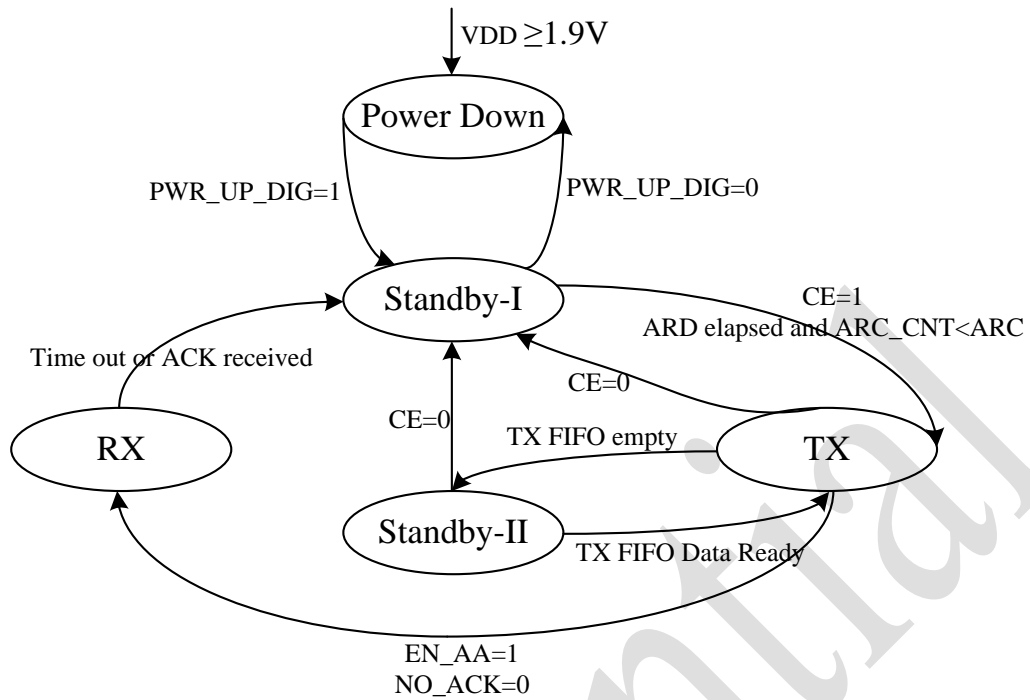 VDD ≥1.9V
Power Down
PWR_UP_DIG=1
PWR_UP_DIG=0
Standby-I
CE=1
ARD elapsed and ARC_CNT<ARC
Time out or ACK received
CE=0
CE=0
RX
TX FIFO empty
TX
Standby-II
TX FIFO Data Ready
EN_AA=1
NO_ACK=0
ntial